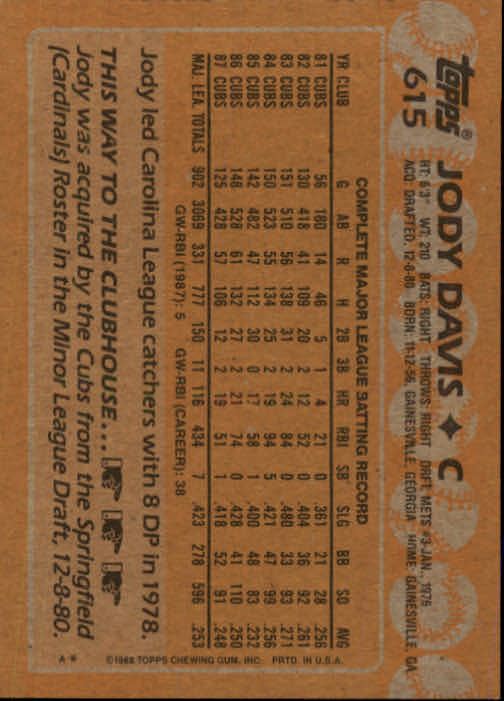 topps®
615
JODY DAVIS ♦ C
HT: 6'3" WT: 210 BATS: RIGHT THROWS: RIGHT DRAFT: METS #3-JAN., 1976
ACQ: DRAFTED, 12-8-80 BORN: 11-12-56, GAINESVILLE, GEORGIA HOME: GAINESVILLE, GA.
COMPLETE MAJOR LEAGUE BATTING RECORD
YR CLUB G AB R H 2B 3B HR RBI SB SLG BB SO AVG
81 CUBS 56 180 14 46 5 1 4 21 0 .361 21 28 .256
82 CUBS 130 418 41 109 20 2 12 52 0 .404 36 92 .261
83 CUBS 151 510 56 138 31 2 24 84 0 .480 33 93 .271
84 CUBS 150 523 55 134 25 2 19 94 5 .421 47 99 .256
85 CUBS 142 482 47 112 30 0 17 58 1 .400 48 83 .232
86 CUBS 148 528 61 132 27 2 21 74 0 .428 41 110 .250
87 CUBS 125 428 57 106 12 2 19 51 1 .418 52 91 .248
MAJ. LEA. TOTALS 902 3069 331 777 150 11 116 434 7 .423 278 596 .253
GW-RBI (1987): 5 GW-RBI (CAREER): 38
Jody led Carolina League catchers with 8 DP in 1978.
THIS WAY TO THE CLUBHOUSE...
Jody was acquired by the Cubs from the Springfield
(Cardinals) Roster in the Minor League Draft, 12-8-80.
©1988 TOPPS CHEWING GUM, INC. PRTD. IN U.S.A.